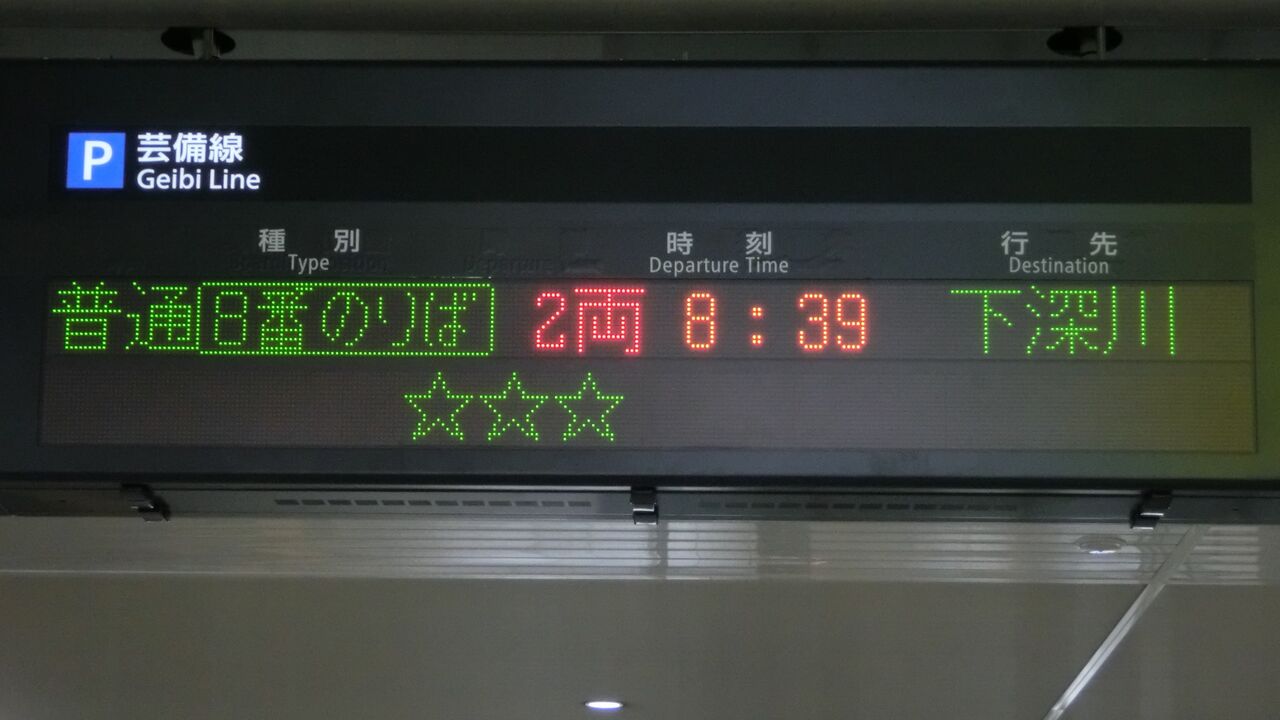 P 芸備線
Geibi Line
種別 時刻 行先
Type Departure Time Destination
普通 8番のりば 2両 8:39 下深川
☆☆☆